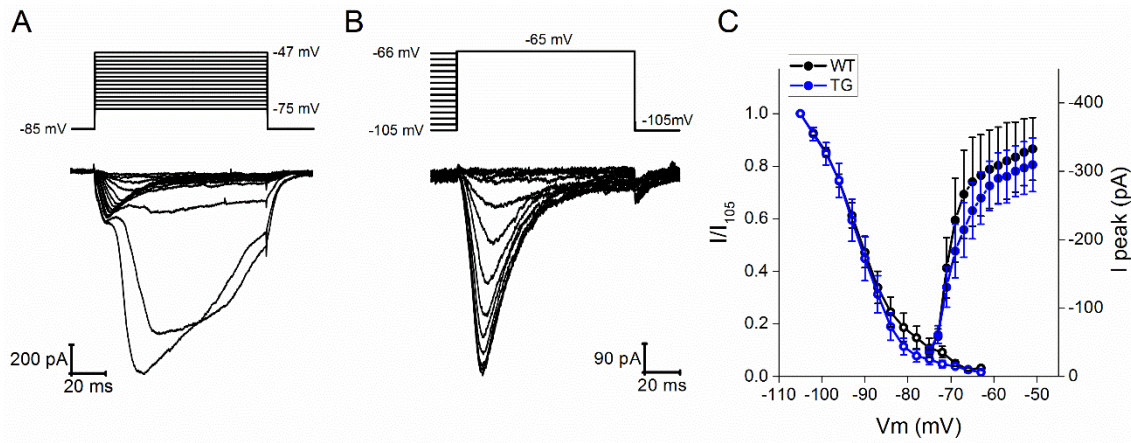 A
-47 mV
-75 mV
-85 mV
200 pA
20 ms
B
-66 mV
-65 mV
-105 mV
-105mV
90 pA
20 ms
C
WT
TG
1.0
0.8
0.6
0.4
0.2
0.0
I/I105
-400
-300
-200
-100
0
I peak (pA)
-110 -100 -90 -80 -70 -60 -50
Vm (mV)